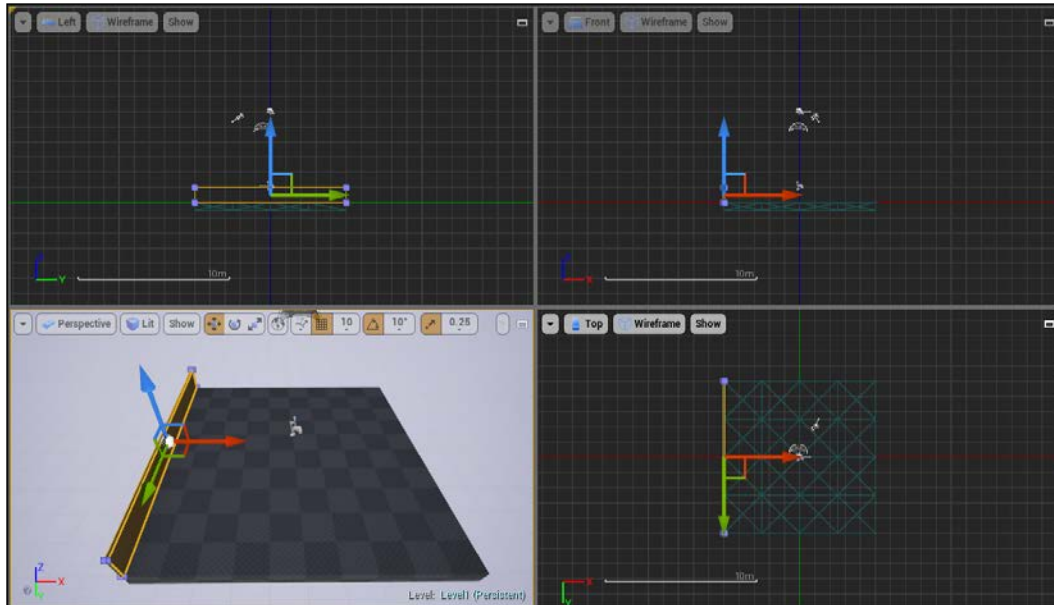 Left Wireframe Show
Front Wireframe Show
Z
Y
10m
Z
X
10m
Perspective Lit Show 10 10° 0.25
Top Wireframe Show
Z
X
Y
Level: Level1 (Persistent)
X
Y
10m